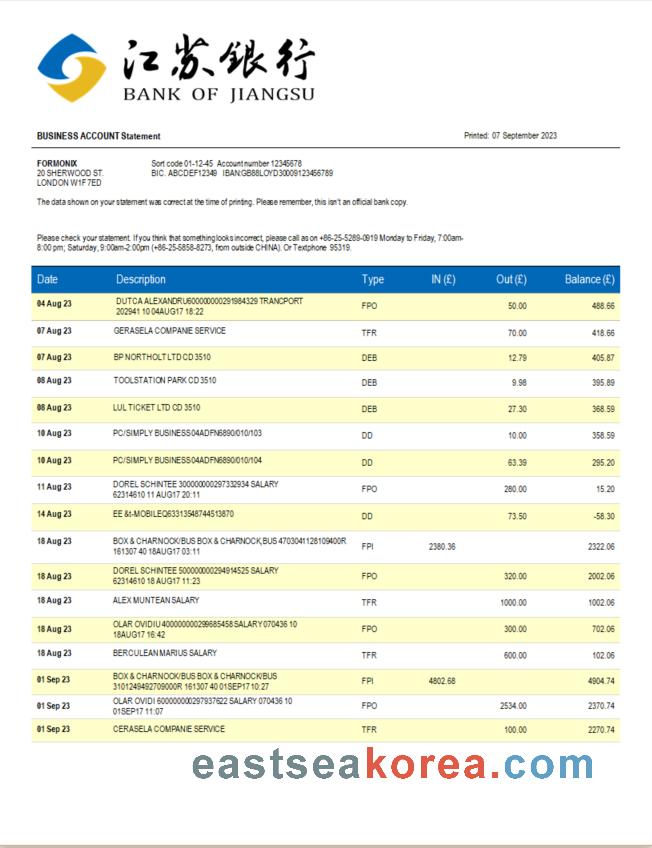 江苏银行
BANK OF JIANGSU
BUSINESS ACCOUNT Statement Printed: 07 September 2023
FORMONIX Sort code 01-12-45 Account number 12345678
20 SHERWOOD ST. BIC. ABCDEF12349 IBAN:GB88LOYD30009123456789
LONDON W1F 7ED
The data shown on your statement was correct at the time of printing. Please remember, this isn't an official bank copy.
Please check your statement. If you think that something looks incorrect, please call as on +86-25-5289-0919 Monday to Friday, 7:00am-
8:00 pm; Saturday, 9:00am-2:00pm (+86-25-5858-8273, from outside CHINA). Or Textphone 95319.
Date Description Type IN (£) Out (£) Balance (£)
04 Aug 23 DUTCA ALEXANDRU600000000291984329 TRANCPORT FPO 50.00 488.66
202941 10 04AUG17 18:22
07 Aug 23 GERASELA COMPANIE SERVICE TFR 70.00 418.66
07 Aug 23 BP NORTHOLT LTD CD 3510 DEB 12.79 405.87
08 Aug 23 TOOLSTATION PARK CD 3510 DEB 9.98 395.89
08 Aug 23 LUL TICKET LTD CD 3510 DEB 27.30 368.59
10 Aug 23 PC/SIMPLY BUSINESS04ADFN6890/010/103 DD 10.00 358.59
10 Aug 23 PC/SIMPLY BUSINESS04ADFN6890/010/104 DD 63.39 295.20
11 Aug 23 DOREL SCHINTEE 300000000297332934 SALARY FPO 280.00 15.20
62314610 11 AUG17 20:11
14 Aug 23 EE &t-MOBILEQ63313548744513870 DD 73.50 -58.30
18 Aug 23 BOX & CHARNOCK/BUS BOX & CHARNOCK,BUS 4703041128109400R FPI 2380.36 2322.06
161307 40 18AUG17 03:11
18 Aug 23 DOREL SCHINTEE 500000000294914525 SALARY FPO 320.00 2002.06
62314610 18 AUG17 11:23
18 Aug 23 ALEX MUNTEAN SALARY TFR 1000.00 1002.06
18 Aug 23 OLAR OVIDIU 400000000299685458 SALARY 070436 10 FPO 300.00 702.06
18AUG17 16:42
18 Aug 23 BERCULEAN MARIUS SALARY TFR 600.00 102.06
01 Sep 23 BOX & CHARNOCK/BUS BOX & CHARNOCK/BUS FPI 4802.68 4904.74
3101249492709000R 161307 40 01SEP17 10:27
01 Sep 23 OLAR OVIDI 600000000297937622 SALARY 070436 10 FPO 2534.00 2370.74
01SEP17 11:07
01 Sep 23 CERASELA COMPANIE SERVICE TFR 100.00 2270.74
eastseakorea.com